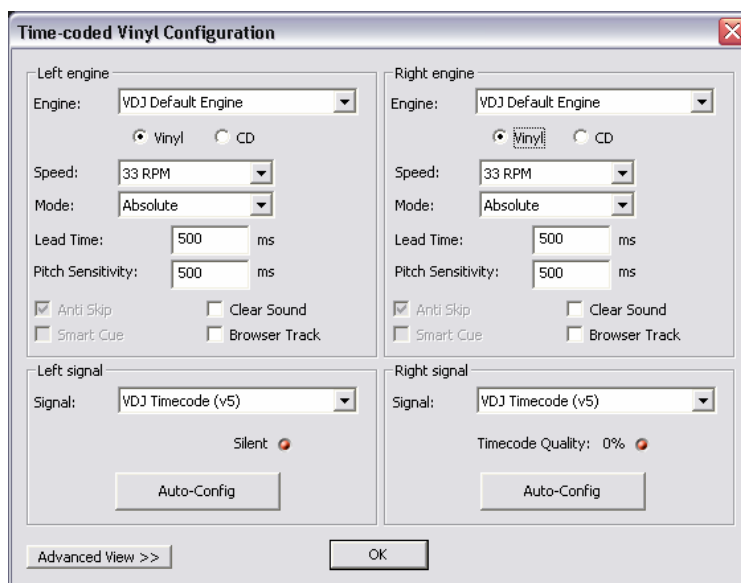 Time-coded Vinyl Configuration
Left engine
Engine: VDJ Default Engine
Vinyl CD
Speed: 33 RPM
Mode: Absolute
Lead Time: 500 ms
Pitch Sensitivity: 500 ms
Anti Skip Clear Sound
Smart Cue Browser Track
Right engine
Engine: VDJ Default Engine
Vinyl CD
Speed: 33 RPM
Mode: Absolute
Lead Time: 500 ms
Pitch Sensitivity: 500 ms
Anti Skip Clear Sound
Smart Cue Browser Track
Left signal
Signal: VDJ Timecode (v5)
Silent
Auto-Config
Right signal
Signal: VDJ Timecode (v5)
Timecode Quality: 0%
Auto-Config
Advanced View >> OK